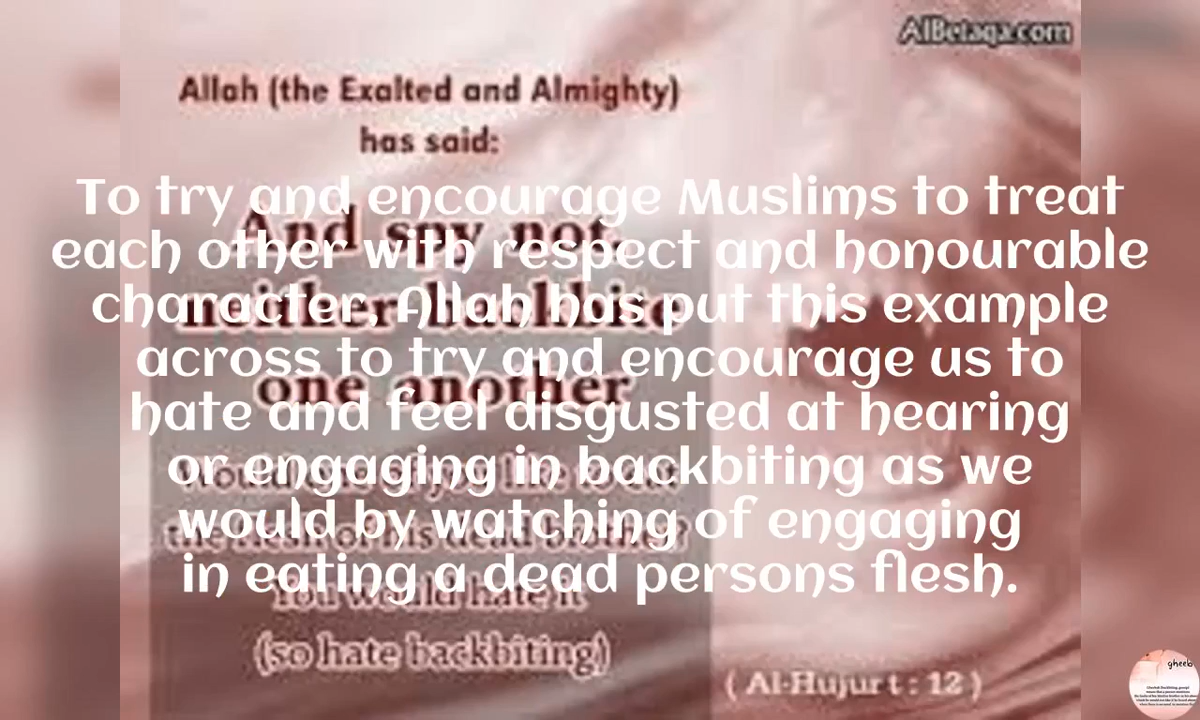 AlBetaqa.com
Allah (the Exalted and Almighty)
has said:
To try and encourage Muslims to treat
And spy not,
each other with respect and honourable
character, Allah has put this example
neither backbite
across to try and encourage us to
one another
hate and feel disgusted at hearing
or engaging in backbiting as we
would by watching of engaging
in eating a dead persons flesh.
You would hate it
(so hate backbiting)
( Al-Hujurt : 12 )
gheeb